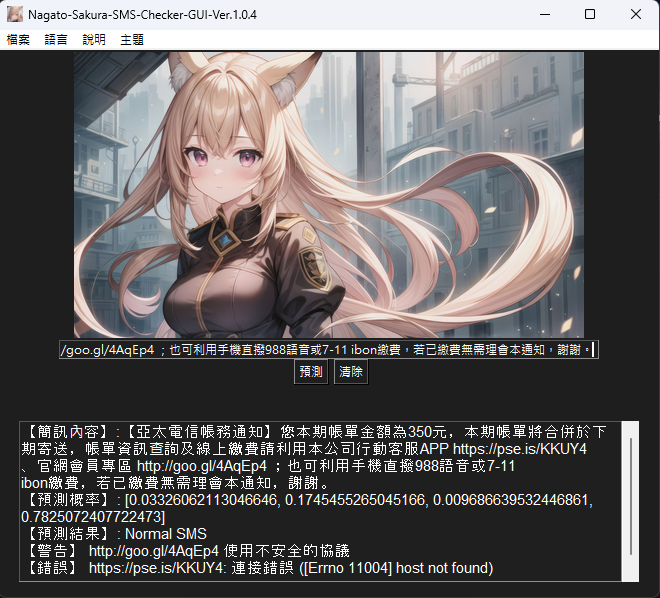 Nagato-Sakura-SMS-Checker-GUI-Ver.1.0.4
檔案 語言 說明 主題
/goo.gl/4AqEp4 ；也可利用手機直撥988語音或7-11 ibon繳費，若已繳費無需理會本通知，謝謝。
預測 清除
【簡訊內容】:【亞太電信帳務通知】您本期帳單金額為350元，本期帳單將合併於下
期寄送，帳單資訊查詢及線上繳費請利用本公司行動客服APP https://pse.is/KKUY4
、官網會員專區 http://goo.gl/4AqEp4 ；也可利用手機直撥988語音或7-11
ibon繳費，若已繳費無需理會本通知，謝謝。
【預測概率】: [0.03326062113046646, 0.1745455265045166, 0.009686639532446861,
0.7825072407722473]
【預測結果】: Normal SMS
【警告】 http://goo.gl/4AqEp4 使用不安全的協議
【錯誤】 https://pse.is/KKUY4: 連接錯誤 ([Errno 11004] host not found)